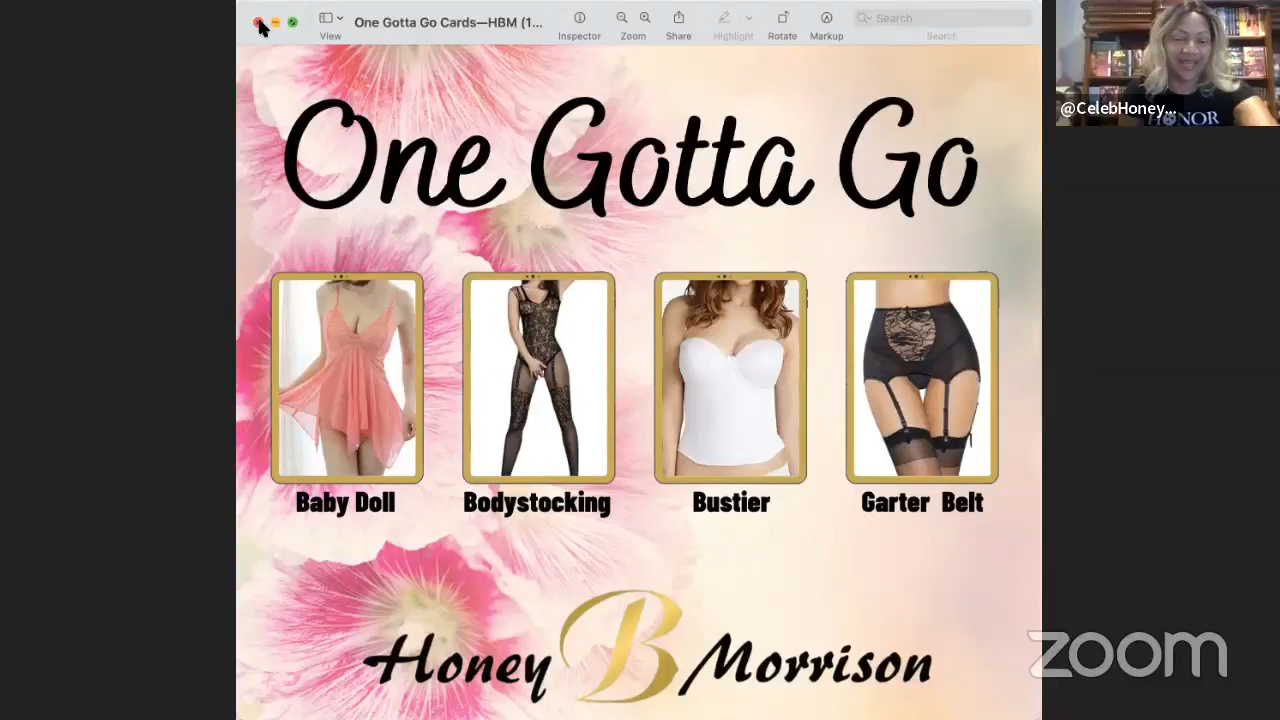 One Gotta Go Cards—HBM (1...
View
Inspector
Zoom
Share
Highlight
Rotate
Markup
Search
Search
@CelebHoney...
HONOR
One Gotta Go
Baby Doll
Bodystocking
Bustier
Garter Belt
Honey B Morrison
zoom